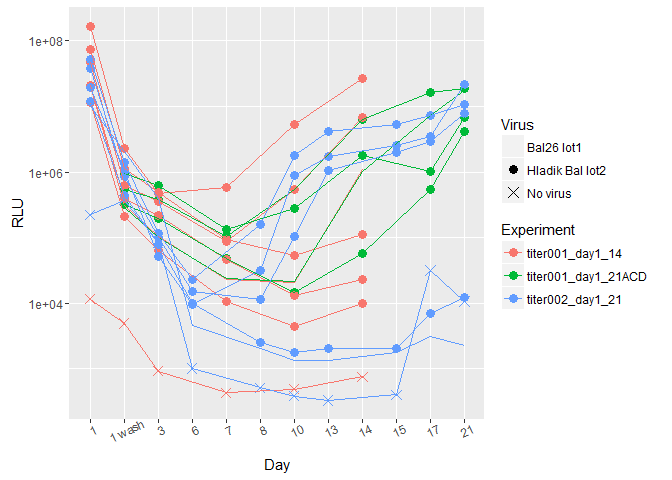 1e+08
1e+06
1e+04
RLU
1
1 wash
3
6
7
8
10
13
14
15
17
21
Day
Virus
Bal26 lot1
Hladik Bal lot2
No virus
Experiment
titer001_day1_14
titer001_day1_21ACD
titer002_day1_21